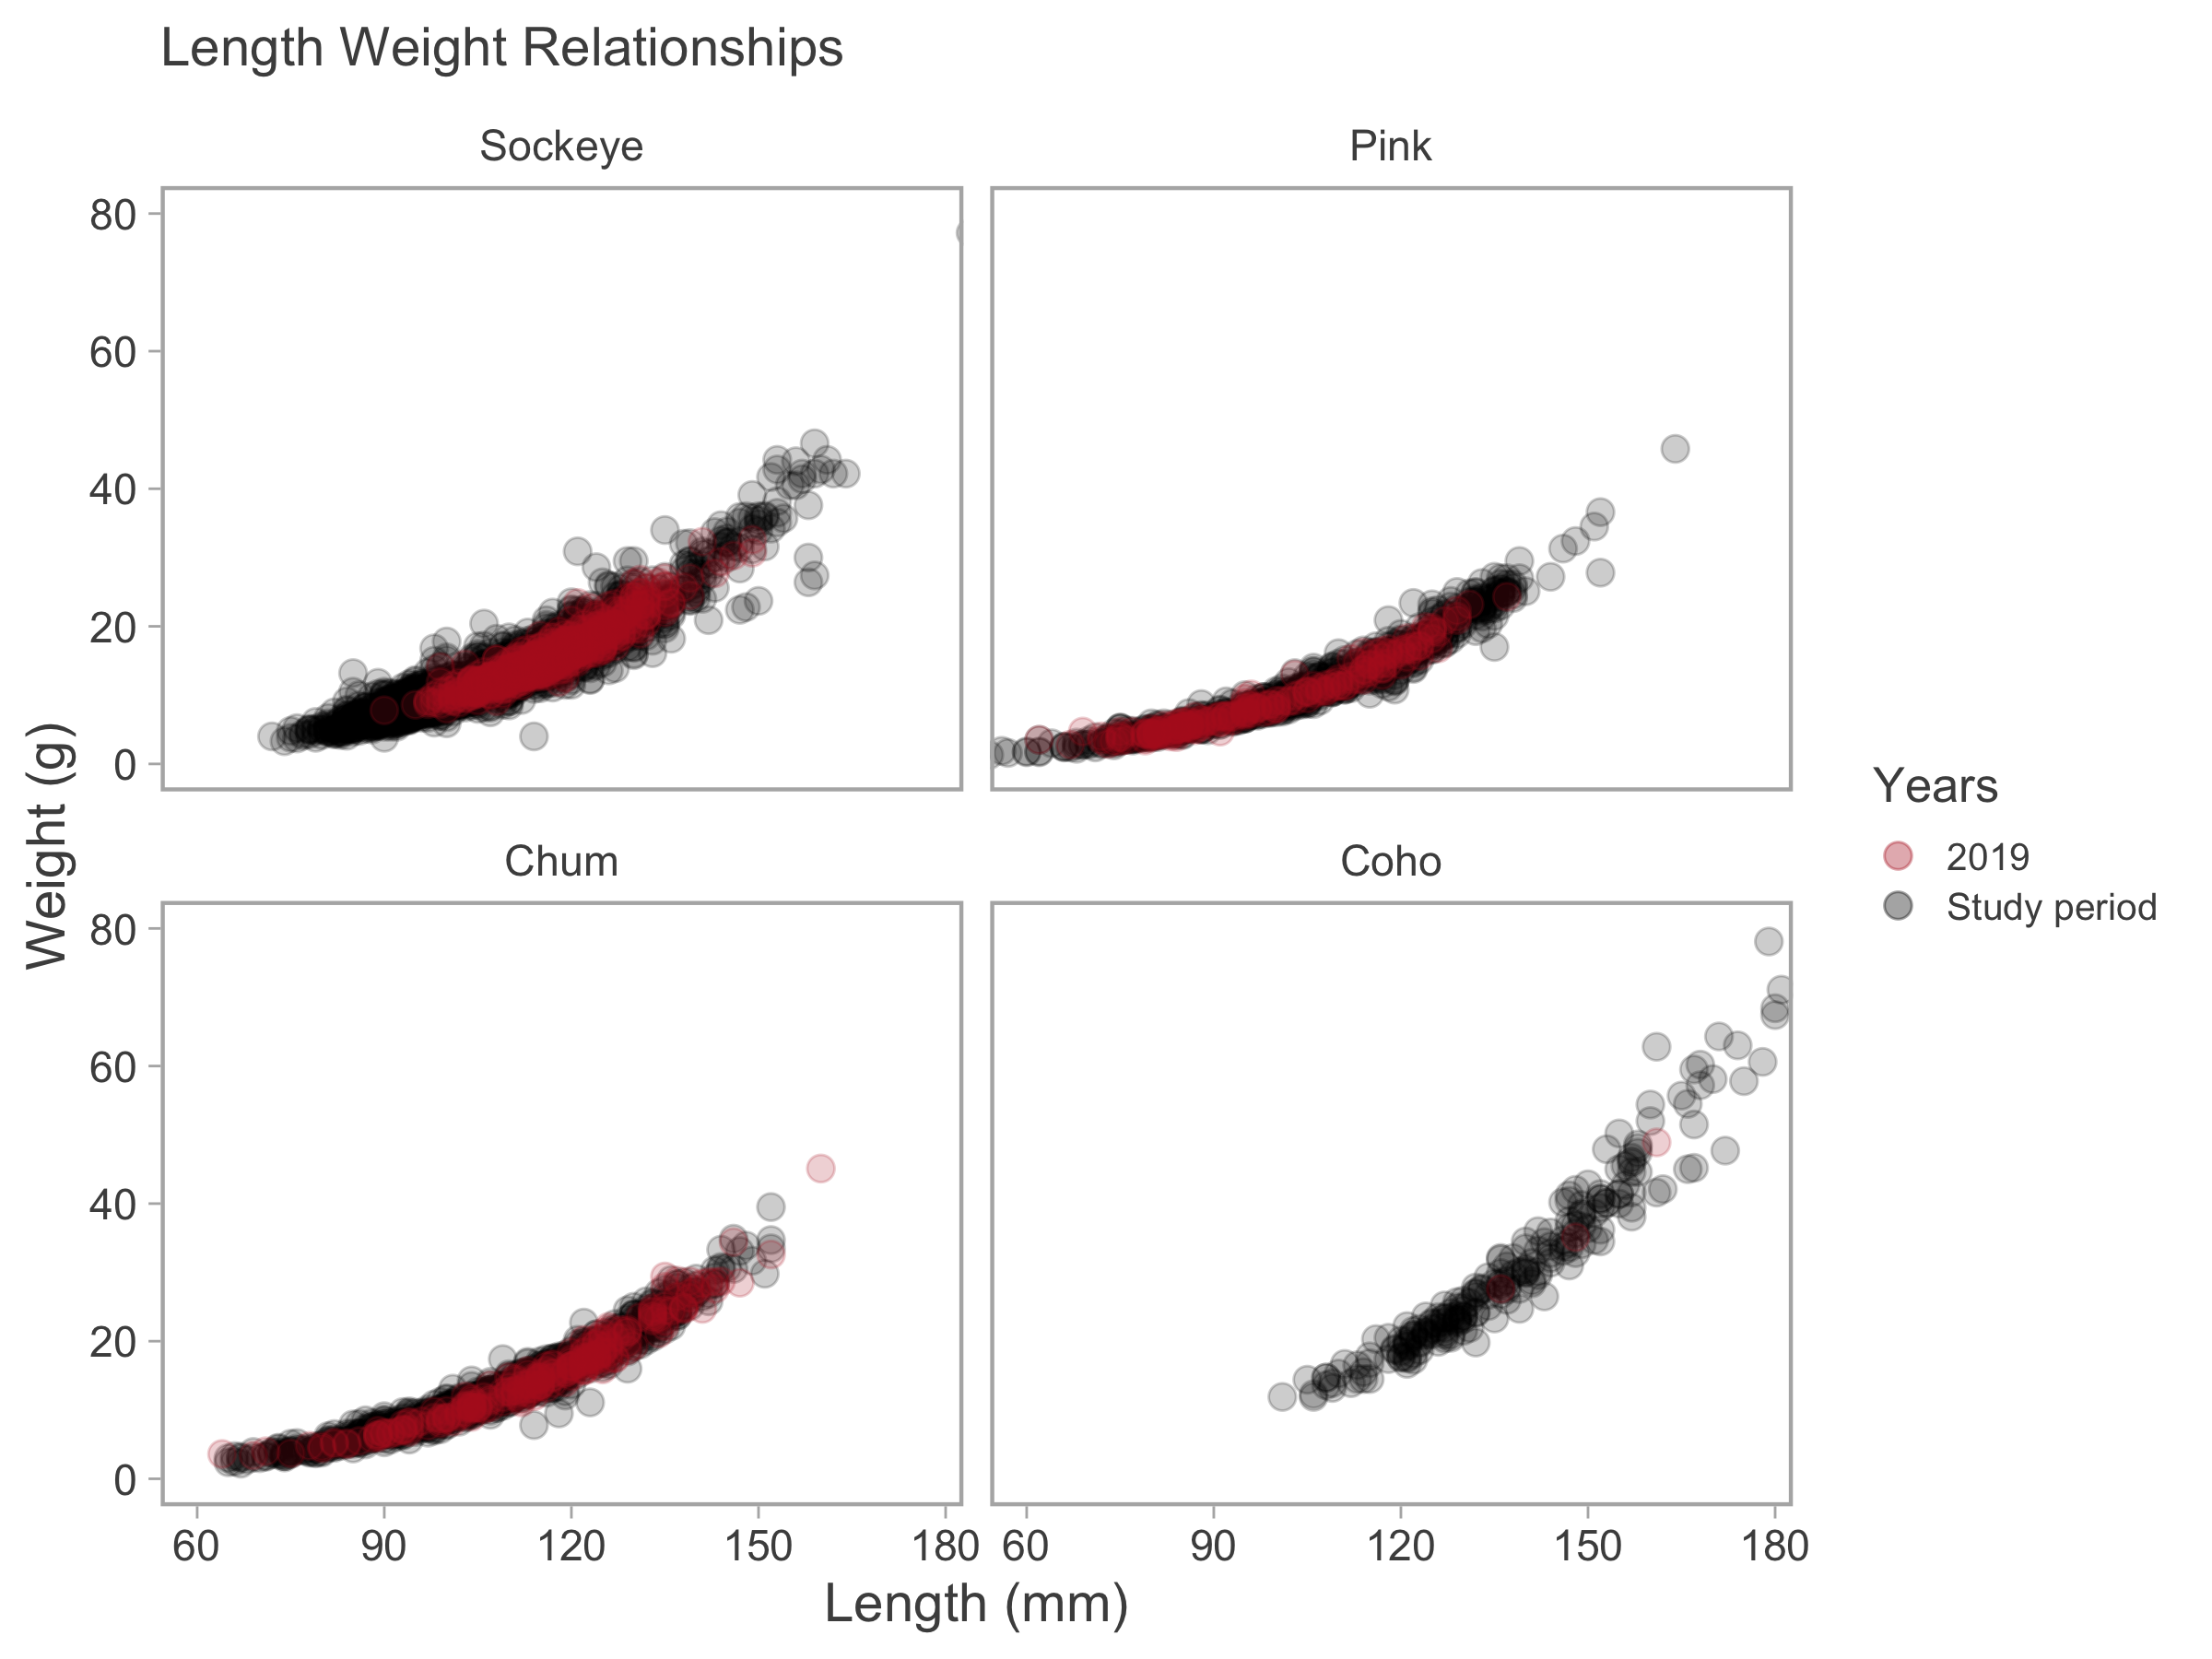 Length Weight Relationships
Sockeye
Pink
80
60
40
20
0
Chum
Coho
80
60
40
20
0
60 90 120 150 180 60 90 120 150 180
Length (mm)
Weight (g)
Years
2019
Study period